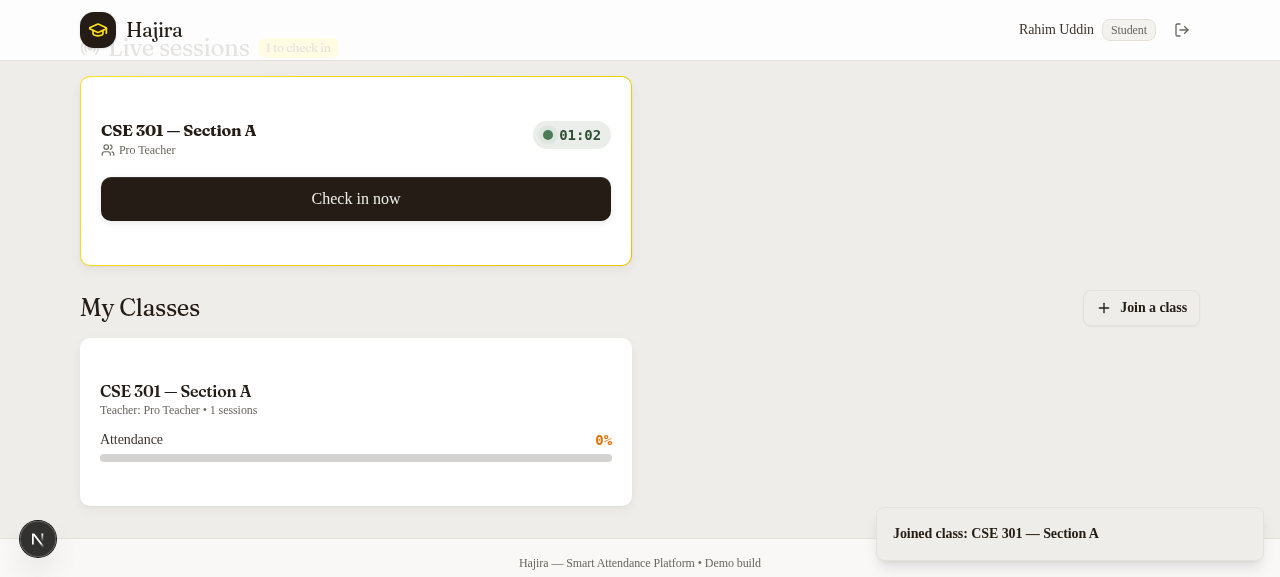 Hajira
Rahim Uddin
Student
Live sessions
1 to check in
CSE 301 — Section A
01:02
Pro Teacher
Check in now
My Classes
Join a class
CSE 301 — Section A
Teacher: Pro Teacher • 1 sessions
Attendance
0%
Joined class: CSE 301 — Section A
N
Hajira — Smart Attendance Platform • Demo build